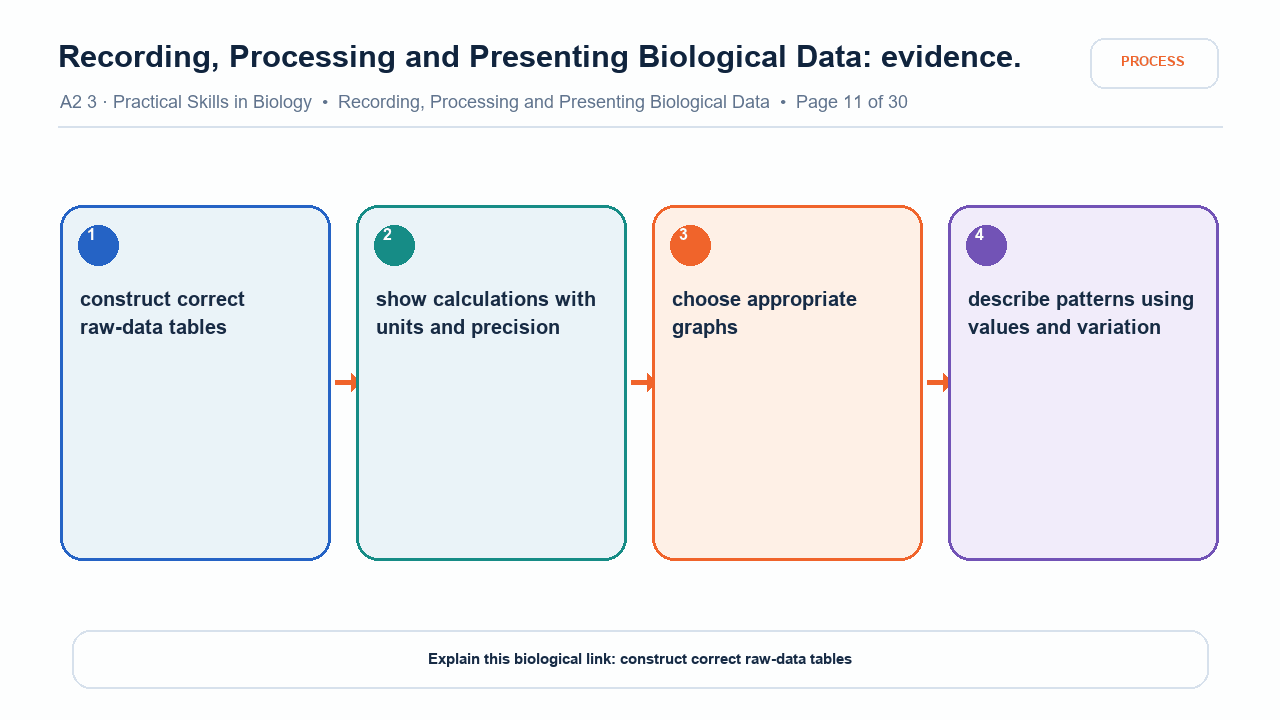 Recording, Processing and Presenting Biological Data: evidence.
PROCESS
A2 3 · Practical Skills in Biology • Recording, Processing and Presenting Biological Data • Page 11 of 30
1
construct correct
raw-data tables
2
show calculations with
units and precision
3
choose appropriate
graphs
4
describe patterns using
values and variation
Explain this biological link: construct correct raw-data tables